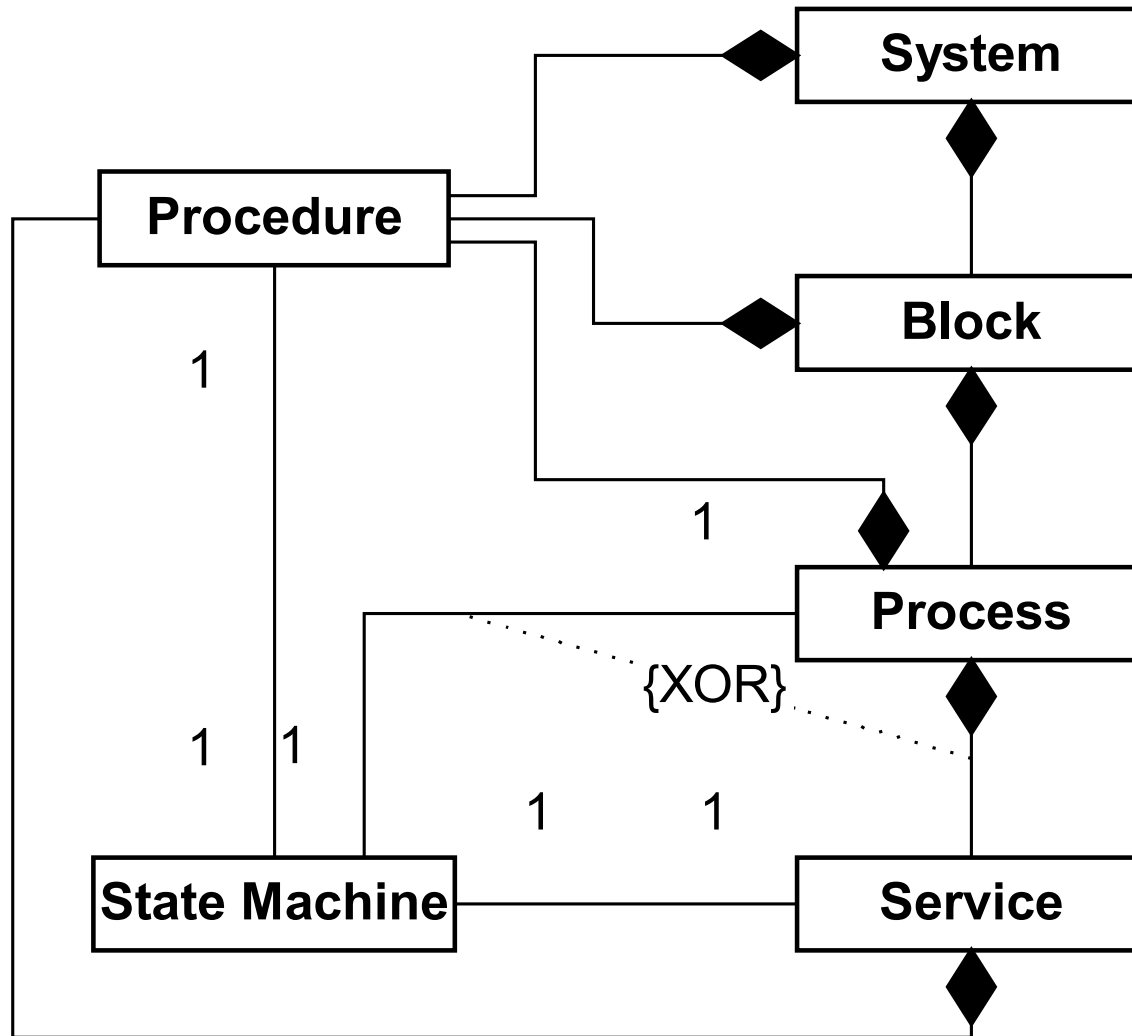 System
Procedure
Block
1
1
Process
{XOR}
1
1
1
1
State Machine
Service